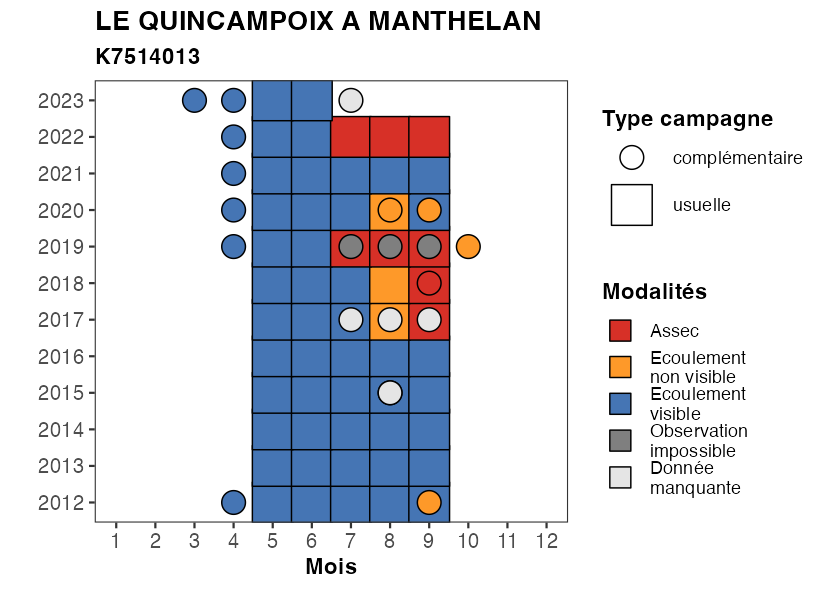 LE QUINCAMPOIX A MANTHELAN
K7514013
2023
2022
2021
2020
2019
2018
2017
2016
2015
2014
2013
2012
1 2 3 4 5 6 7 8 9 10 11 12
Mois
Type campagne
complémentaire
usuelle
Modalités
Assec
Ecoulement
non visible
Ecoulement
visible
Observation
impossible
Donnée
manquante